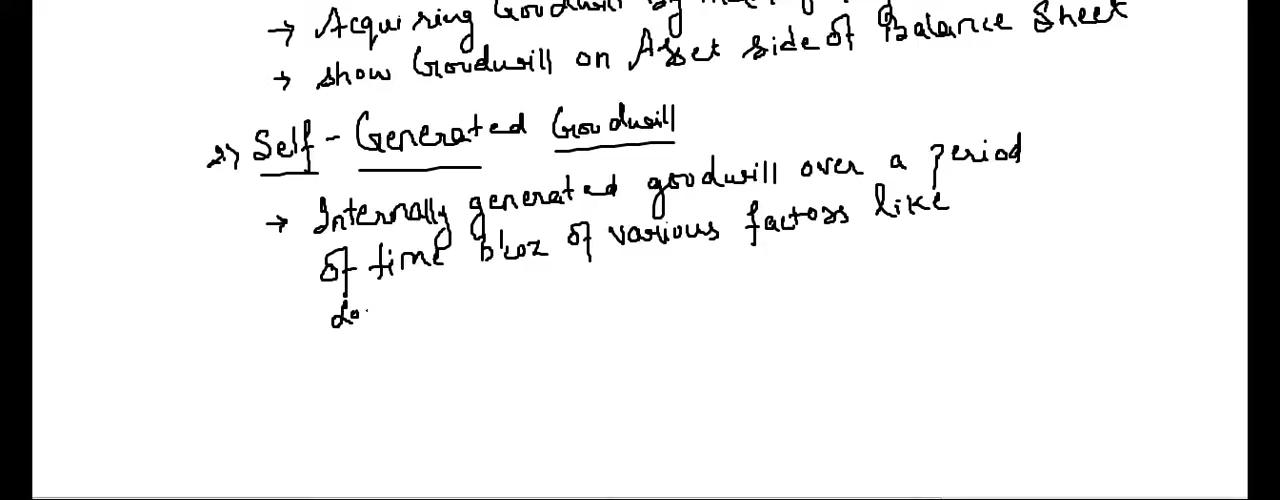 → Acquiring Goodwill by
→ show Goodwill on Asset side of Balance Sheet
2) Self - Generated Goodwill
→ Internally generated goodwill over a period
of time b'coz of various factors like